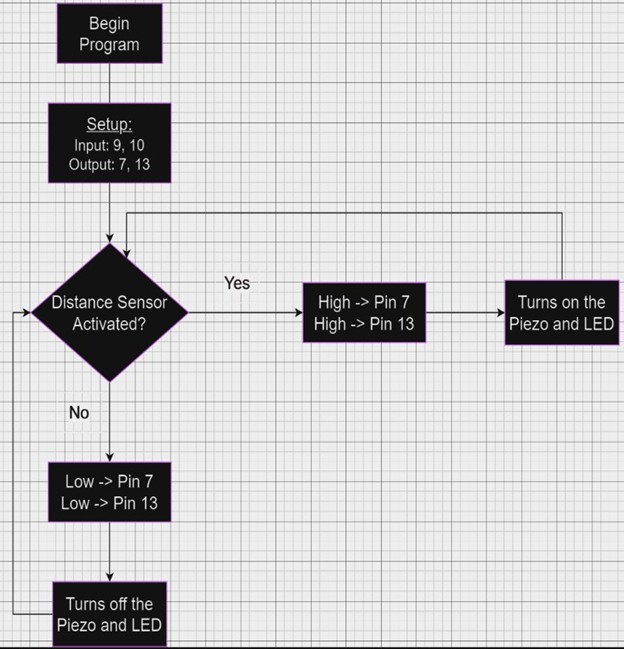 Begin
Program
Setup:
Input: 9, 10
Output: 7, 13
Distance Sensor
Activated?
Yes
High -> Pin 7
High -> Pin 13
Turns on the
Piezo and LED
No
Low -> Pin 7
Low -> Pin 13
Turns off the
Piezo and LED